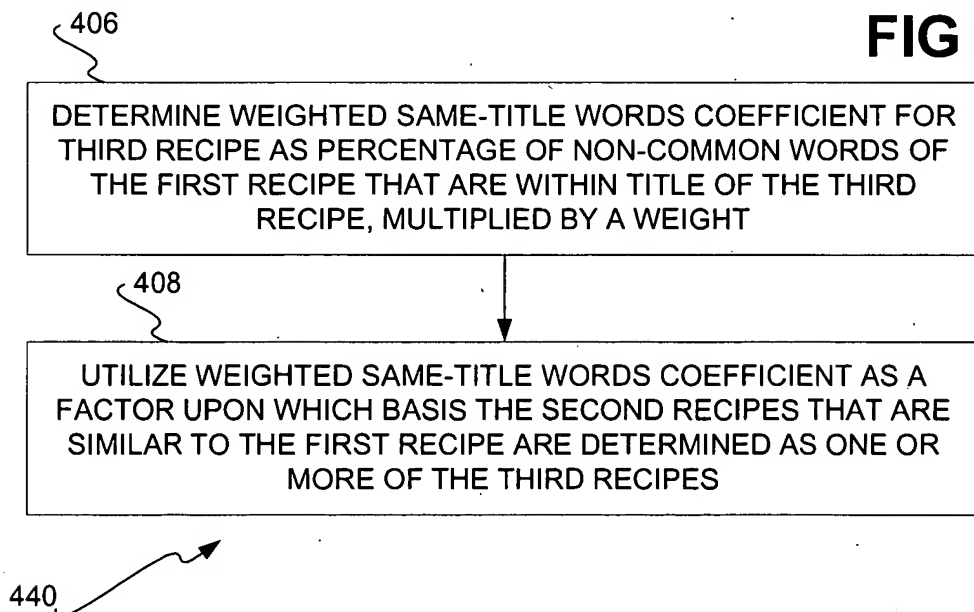 406
FIG
DETERMINE WEIGHTED SAME-TITLE WORDS COEFFICIENT FOR
THIRD RECIPE AS PERCENTAGE OF NON-COMMON WORDS OF
THE FIRST RECIPE THAT ARE WITHIN TITLE OF THE THIRD
RECIPE, MULTIPLIED BY A WEIGHT
408
UTILIZE WEIGHTED SAME-TITLE WORDS COEFFICIENT AS A
FACTOR UPON WHICH BASIS THE SECOND RECIPES THAT ARE
SIMILAR TO THE FIRST RECIPE ARE DETERMINED AS ONE OR
MORE OF THE THIRD RECIPES
440